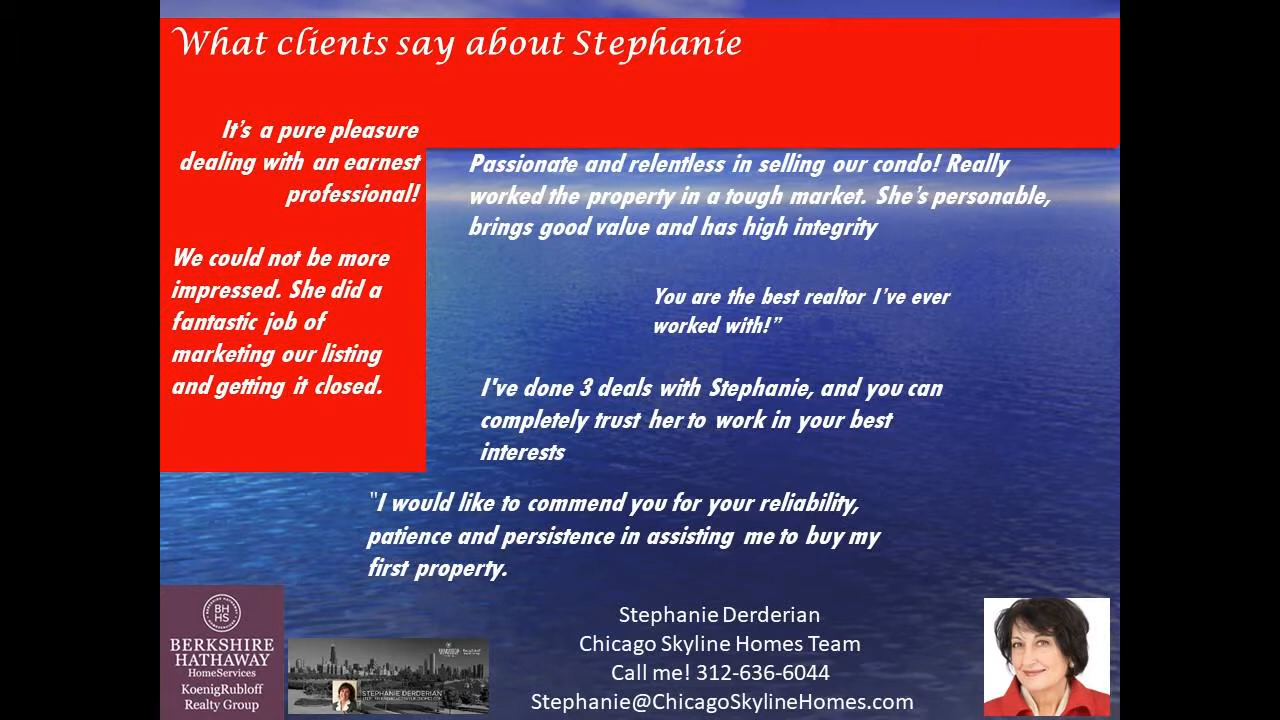 What clients say about Stephanie
It's a pure pleasure
dealing with an earnest
professional!
We could not be more
impressed. She did a
fantastic job of
marketing our listing
and getting it closed.
Passionate and relentless in selling our condo! Really
worked the property in a tough market. She's personable,
brings good value and has high integrity
You are the best realtor I've ever
worked with!"
I've done 3 deals with Stephanie, and you can
completely trust her to work in your best
interests
"I would like to commend you for your reliability,
patience and persistence in assisting me to buy my
first property.
BH
HS
BERKSHIRE
HATHAWAY
HomeServices
KoenigRubloff
Realty Group
STEPHANIE DERDERIAN
Stephanie Derderian
Chicago Skyline Homes Team
Call me! 312-636-6044
Stephanie@ChicagoSkylineHomes.com